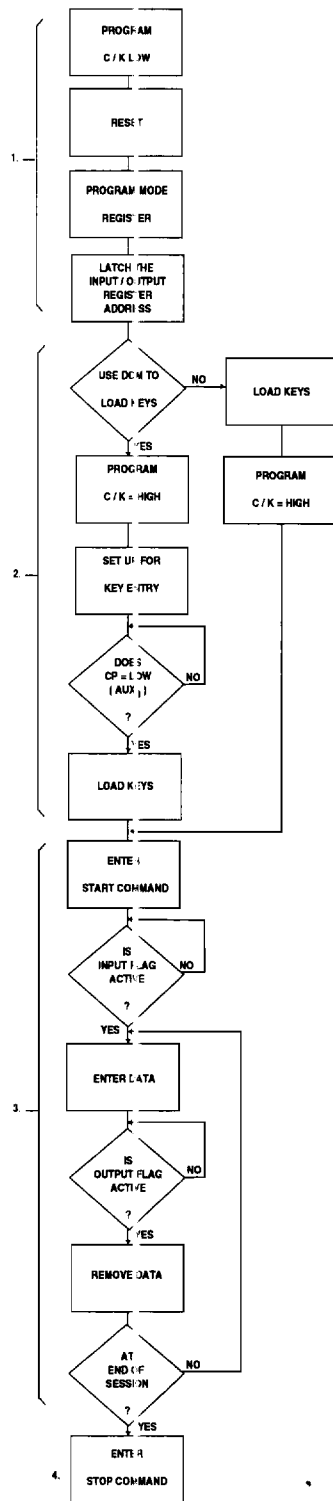 1.
PROGRAM
C / K LOW
RESET
PROGRAM MODE
REGISTER
LATCH THE
INPUT / OUTPUT
REGISTER
ADDRESS
2.
USE DCM TO
LOAD KEYS
NO
YES
LOAD KEYS
PROGRAM
C / K = HIGH
PROGRAM
C / K = HIGH
SET UP FOR
KEY ENTRY
DOES
CP = LOW
( AUX1 )
?
NO
YES
LOAD KEYS
3.
ENTER
START COMMAND
IS
INPUT FLAG
ACTIVE
?
NO
YES
ENTER DATA
IS
OUTPUT FLAG
ACTIVE
?
NO
YES
REMOVE DATA
AT
END OF
SESSION
?
NO
YES
4.
ENTER
STOP COMMAND